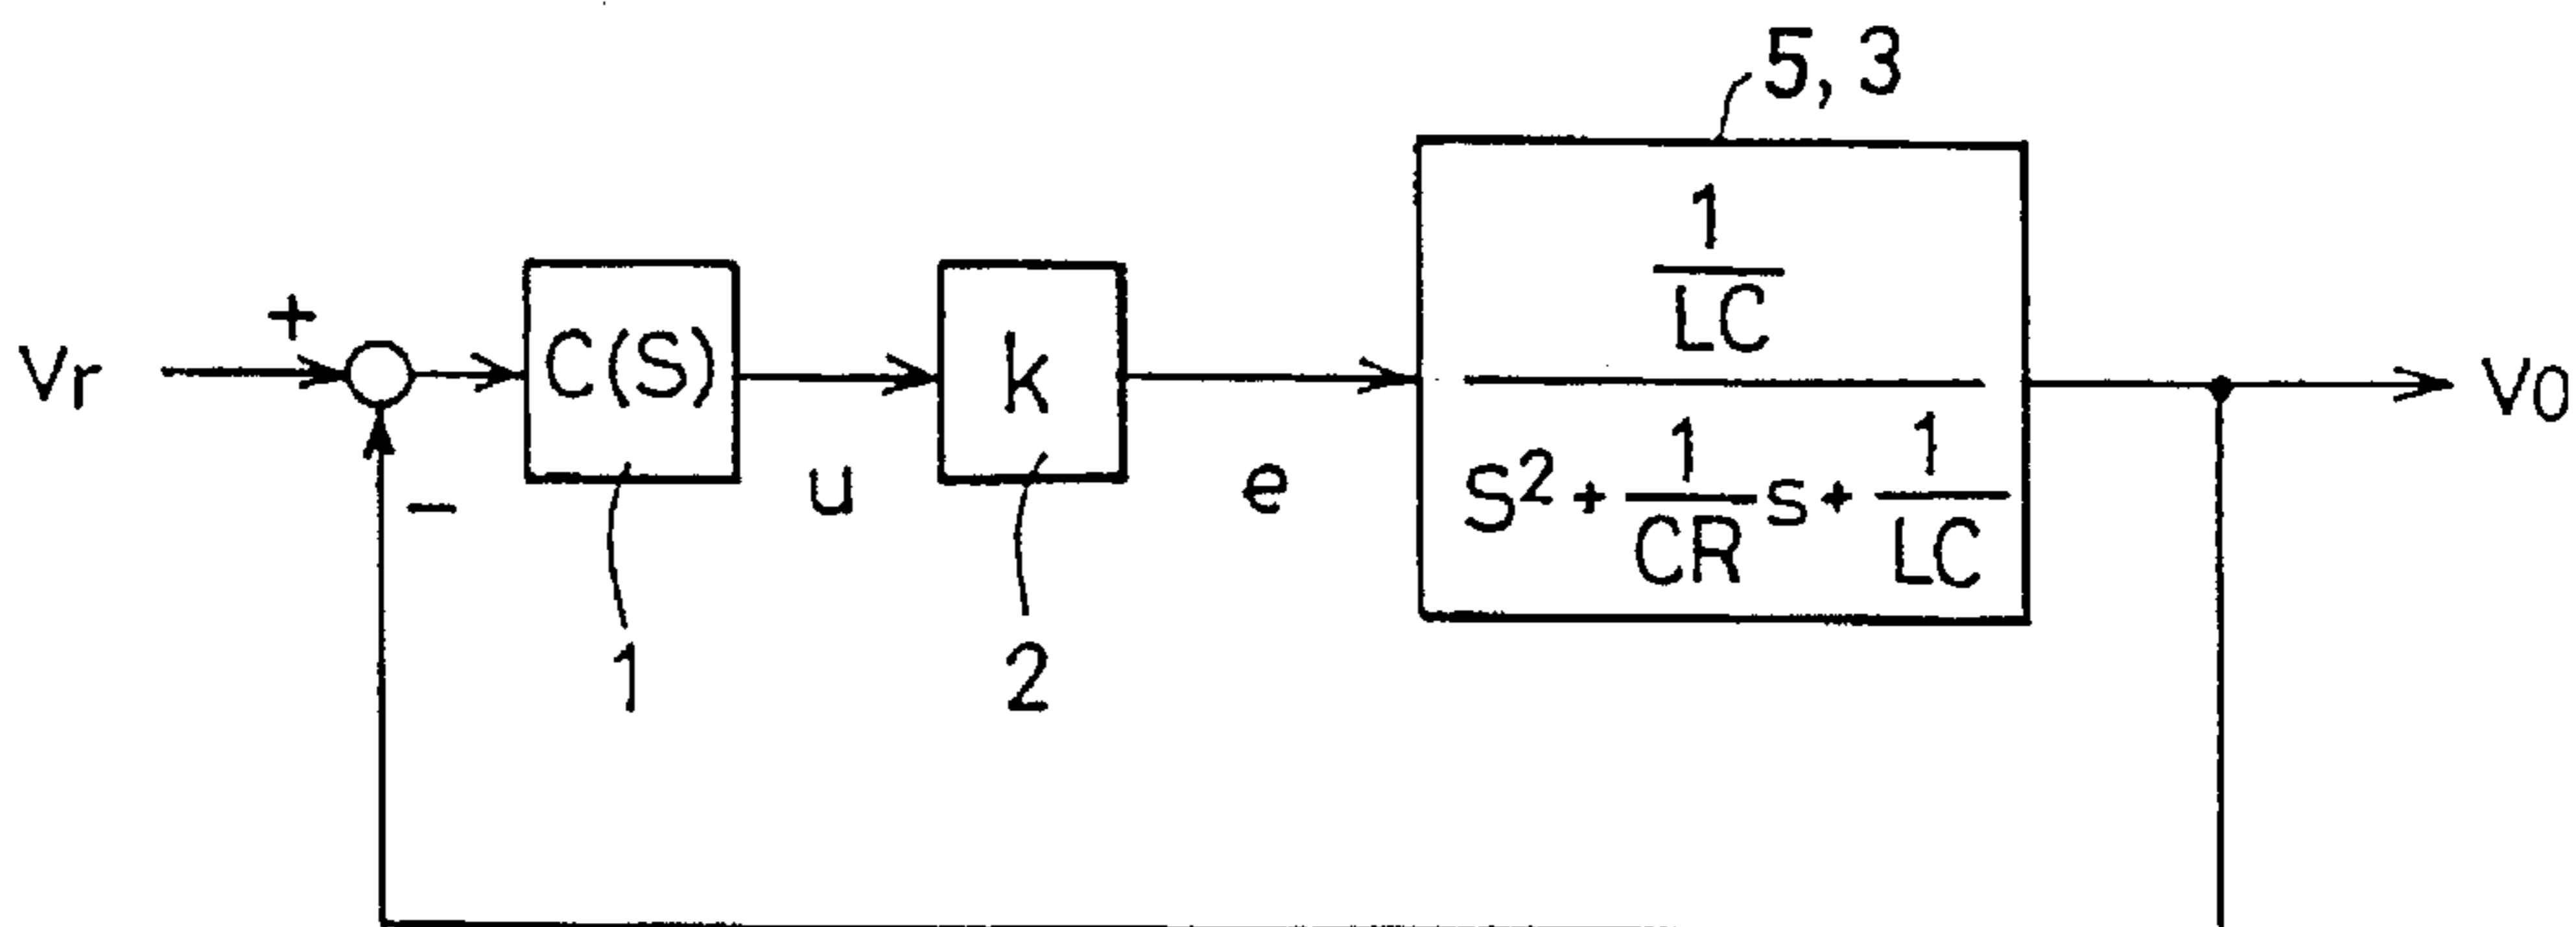 5, 3
Vr
+
-
C(S)
1
u
k
2
e
1
LC
S² + 1/CR s + 1/LC
Vo